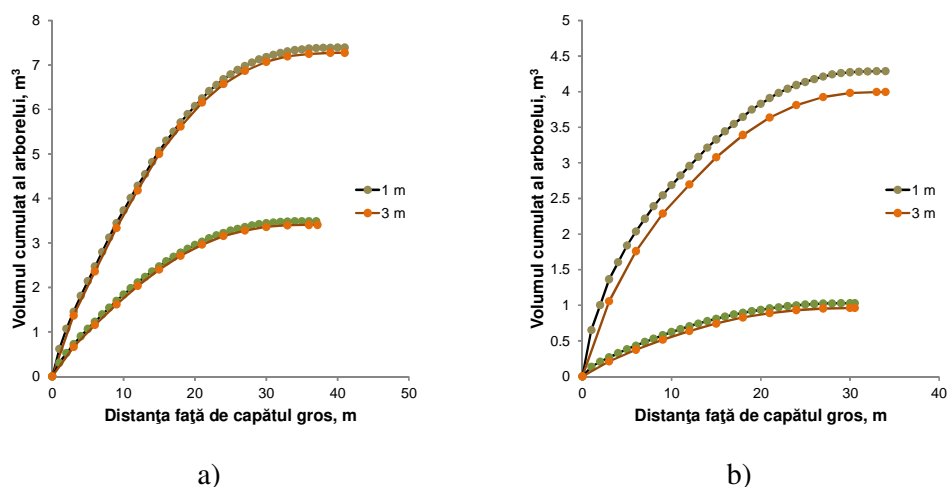 Volumul cumulat al arborelui, m³
8
7
6
5
4
3
2
1
0
0 10 20 30 40 50
Distanţa faţă de capătul gros, m
1 m
3 m
a)
Volumul cumulat al arborelui, m³
5
4.5
4
3.5
3
2.5
2
1.5
1
0.5
0
0 10 20 30 40
Distanţa faţă de capătul gros, m
1 m
3 m
b)